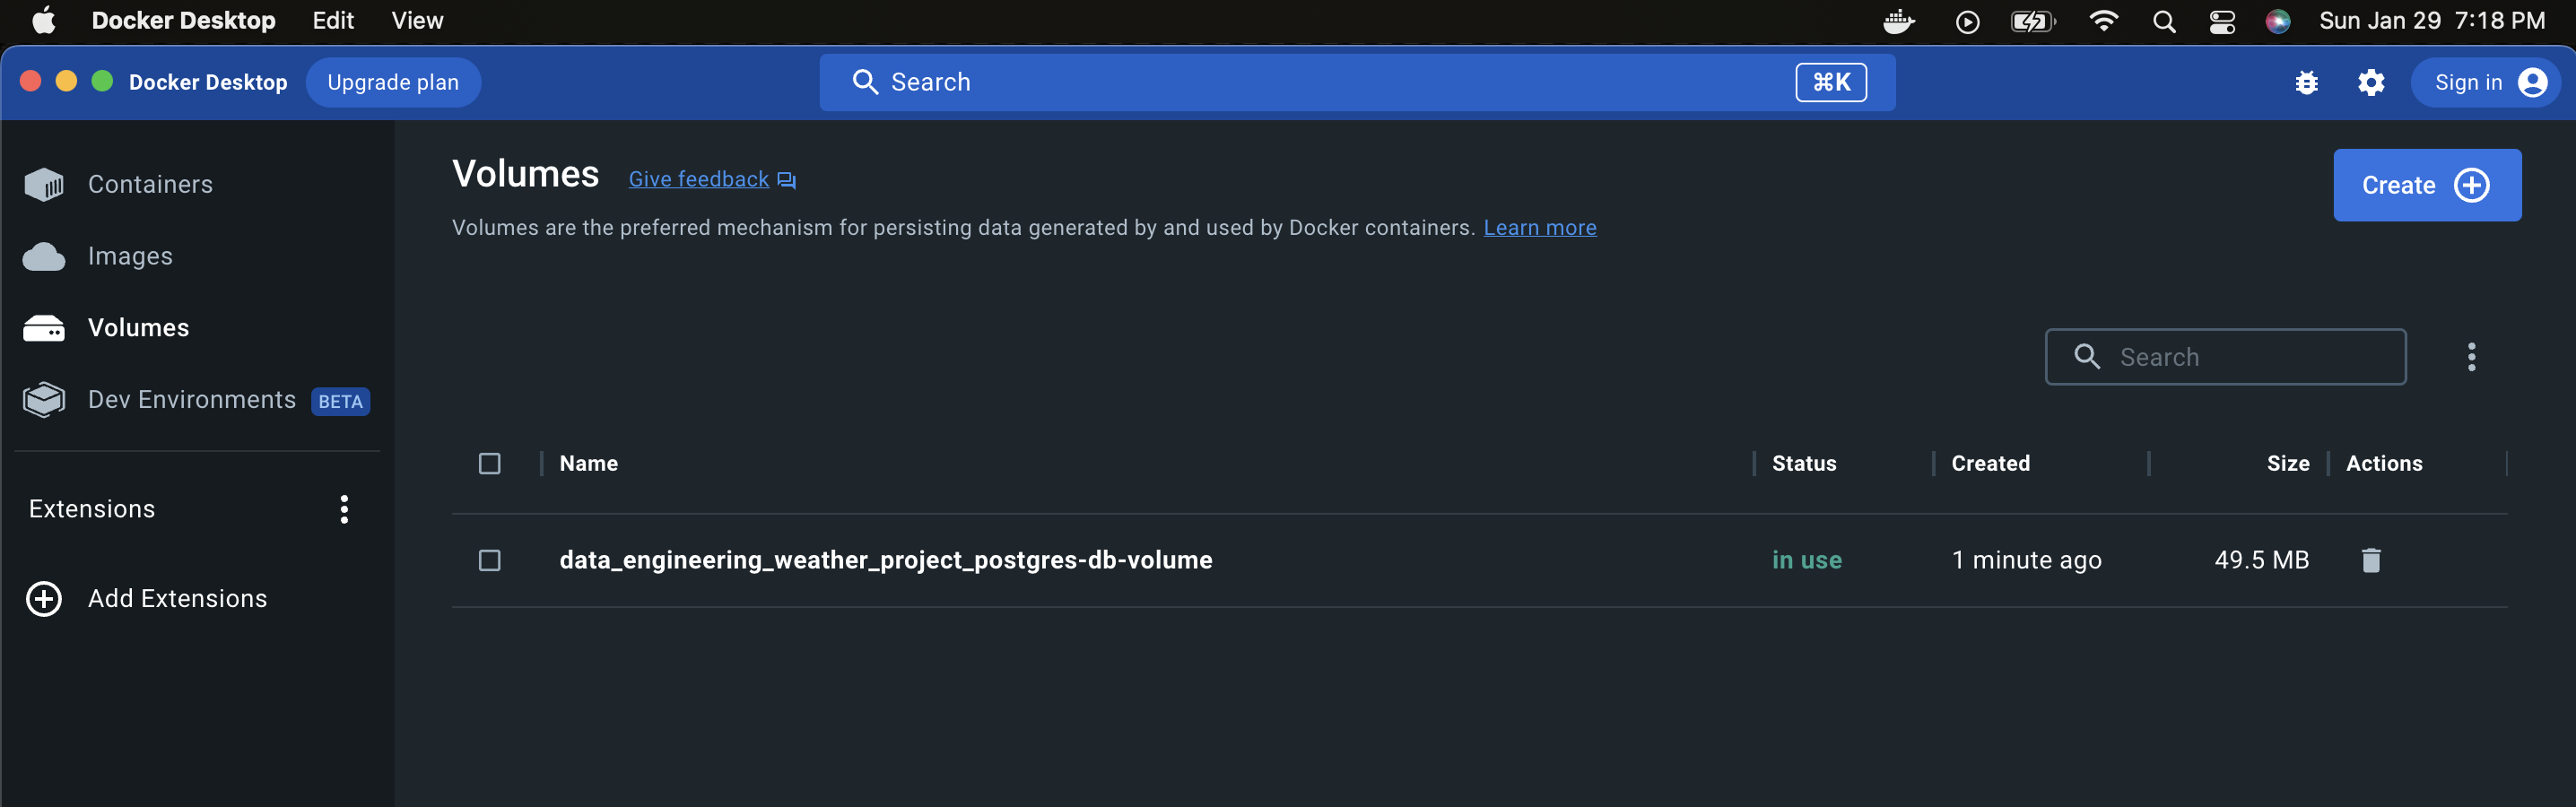 Docker Desktop Edit View Sun Jan 29 7:18 PM
Docker Desktop Upgrade plan Search ⌘K Sign in
Containers
Images
Volumes
Dev Environments BETA
Extensions
Add Extensions
Volumes Give feedback
Create
Volumes are the preferred mechanism for persisting data generated by and used by Docker containers. Learn more
Search
Name Status Created Size Actions
data_engineering_weather_project_postgres-db-volume in use 1 minute ago 49.5 MB